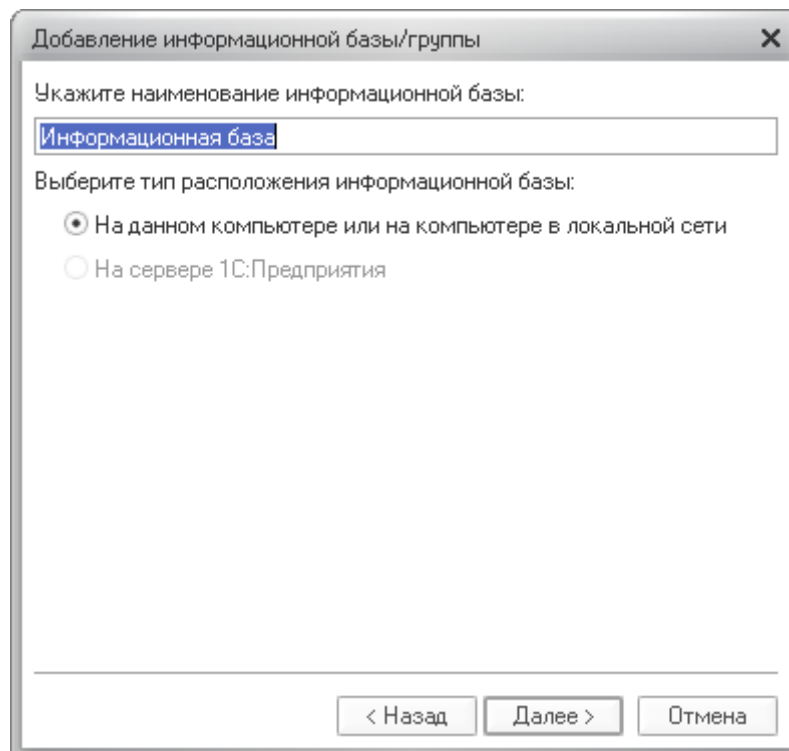 Добавление информационной базы/группы
Укажите наименование информационной базы:
Информационная база
Выберите тип расположения информационной базы:
На данном компьютере или на компьютере в локальной сети
На сервере 1С:Предприятия
< Назад Далее > Отмена